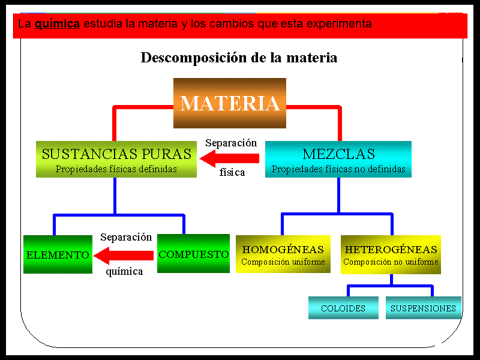 La química estudia la materia y los cambios que esta experimenta
Descomposición de la materia
MATERIA
SUSTANCIAS PURAS
Propiedades físicas definidas
Separación
física
MEZCLAS
Propiedades físicas no definidas
ELEMENTO
Separación
química
COMPUESTO
HOMOGÉNEAS
Composición uniforme
HETEROGÉNEAS
Composición no uniforme
COLOIDES
SUSPENSIONES